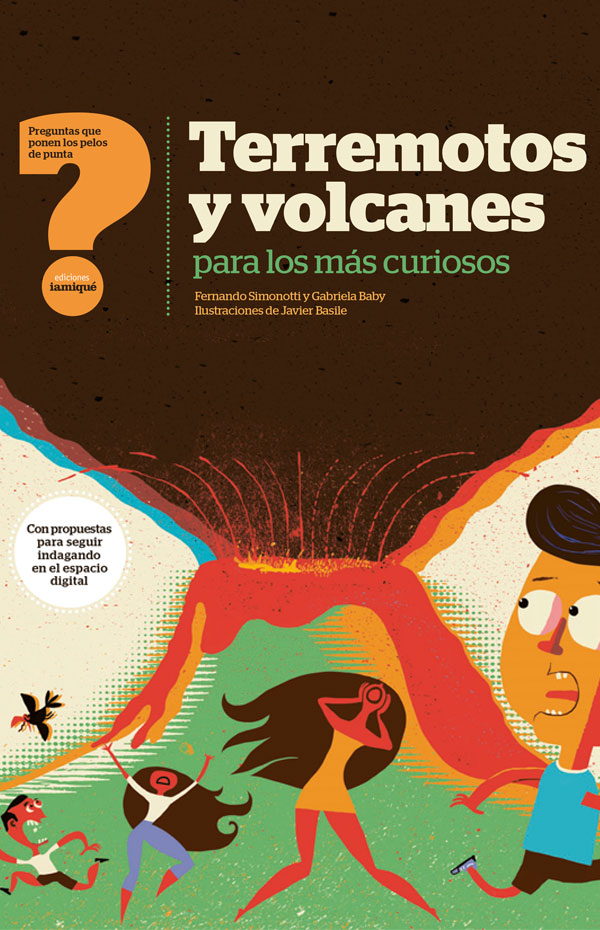 Preguntas que
ponen los pelos
de punta
ediciones
iamiqué
Terremotos
y volcanes
para los más curiosos
Fernando Simonotti y Gabriela Baby
Ilustraciones de Javier Basile
Con propuestas
para seguir
indagando
en el espacio
digital